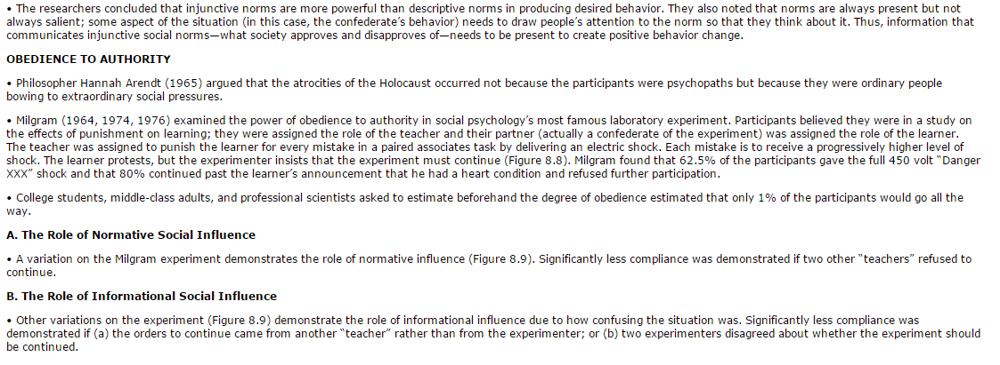 • The researchers concluded that injunctive norms are more powerful than descriptive norms in producing desired behavior. They also noted that norms are always present but not
always salient; some aspect of the situation (in this case, the confederate's behavior) needs to draw people's attention to the norm so that they think about it. Thus, information that
communicates injunctive social norms—what society approves and disapproves of—needs to be present to create positive behavior change.
OBEDIENCE TO AUTHORITY
• Philosopher Hannah Arendt (1965) argued that the atrocities of the Holocaust occurred not because the participants were psychopaths but because they were ordinary people
bowing to extraordinary social pressures.
• Milgram (1964, 1974, 1976) examined the power of obedience to authority in social psychology's most famous laboratory experiment. Participants believed they were in a study on
the effects of punishment on learning; they were assigned the role of the teacher and their partner (actually a confederate of the experiment) was assigned the role of the learner.
The teacher was assigned to punish the learner for every mistake in a paired associates task by delivering an electric shock. Each mistake is to receive a progressively higher level of
shock. The learner protests, but the experimenter insists that the experiment must continue (Figure 8.8). Milgram found that 62.5% of the participants gave the full 450 volt "Danger
XXX" shock and that 80% continued past the learner's announcement that he had a heart condition and refused further participation.
• College students, middle-class adults, and professional scientists asked to estimate beforehand the degree of obedience estimated that only 1% of the participants would go all the
way.
A. The Role of Normative Social Influence
• A variation on the Milgram experiment demonstrates the role of normative influence (Figure 8.9). Significantly less compliance was demonstrated if two other "teachers" refused to
continue.
B. The Role of Informational Social Influence
• Other variations on the experiment (Figure 8.9) demonstrate the role of informational influence due to how confusing the situation was. Significantly less compliance was
demonstrated if (a) the orders to continue came from another "teacher" rather than from the experimenter; or (b) two experimenters disagreed about whether the experiment should
be continued.